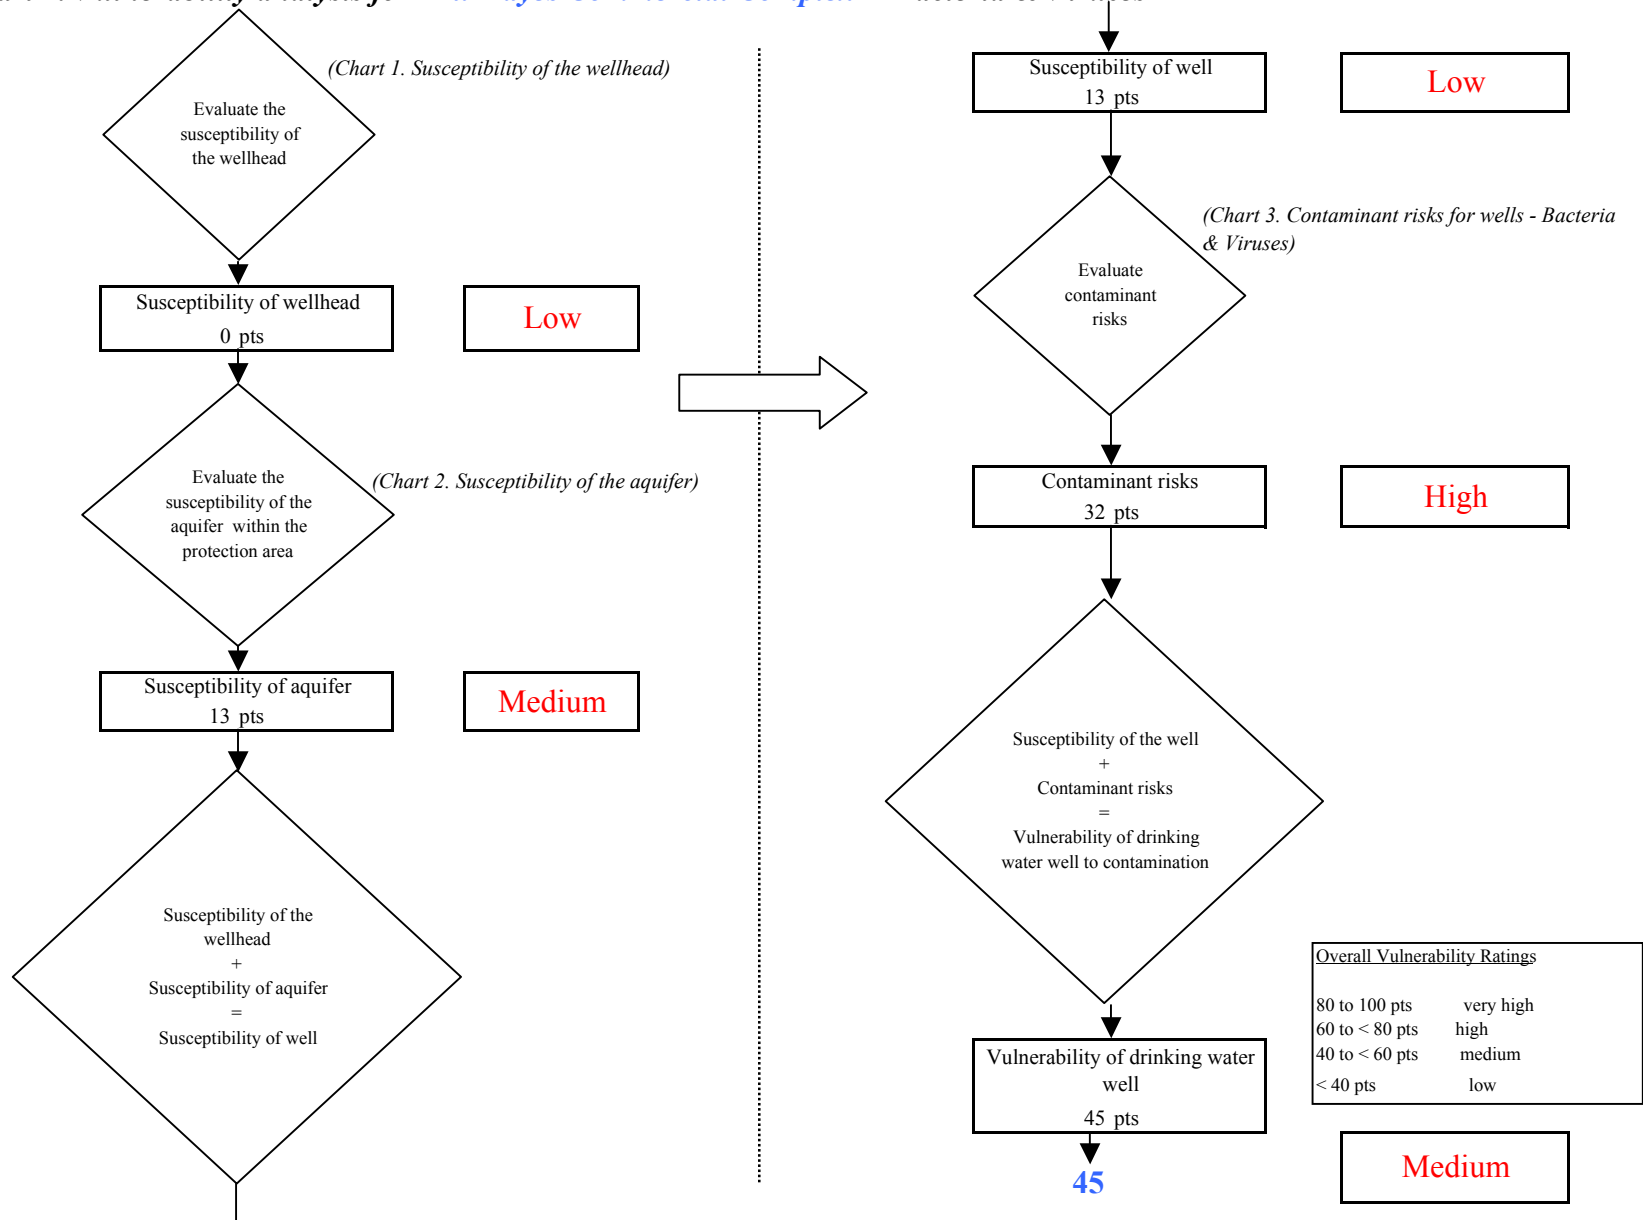 Vulnerability analysis for
Bacteria & Viruses
(Chart 1. Susceptibility of the wellhead)
Evaluate the
susceptibility of
the wellhead
Susceptibility of wellhead
0 pts
Low
Evaluate the
susceptibility of the
aquifer within the
protection area
(Chart 2. Susceptibility of the aquifer)
Susceptibility of aquifer
13 pts
Medium
Susceptibility of the
wellhead
+
Susceptibility of aquifer
=
Susceptibility of well
Susceptibility of well
13 pts
Low
(Chart 3. Contaminant risks for wells - Bacteria
& Viruses)
Evaluate
contaminant
risks
Contaminant risks
32 pts
High
Susceptibility of the well
+
Contaminant risks
=
Vulnerability of drinking
water well to contamination
Vulnerability of drinking water
well
45 pts
45
Overall Vulnerability Ratings
80 to 100 pts very high
60 to < 80 pts high
40 to < 60 pts medium
< 40 pts low
Medium